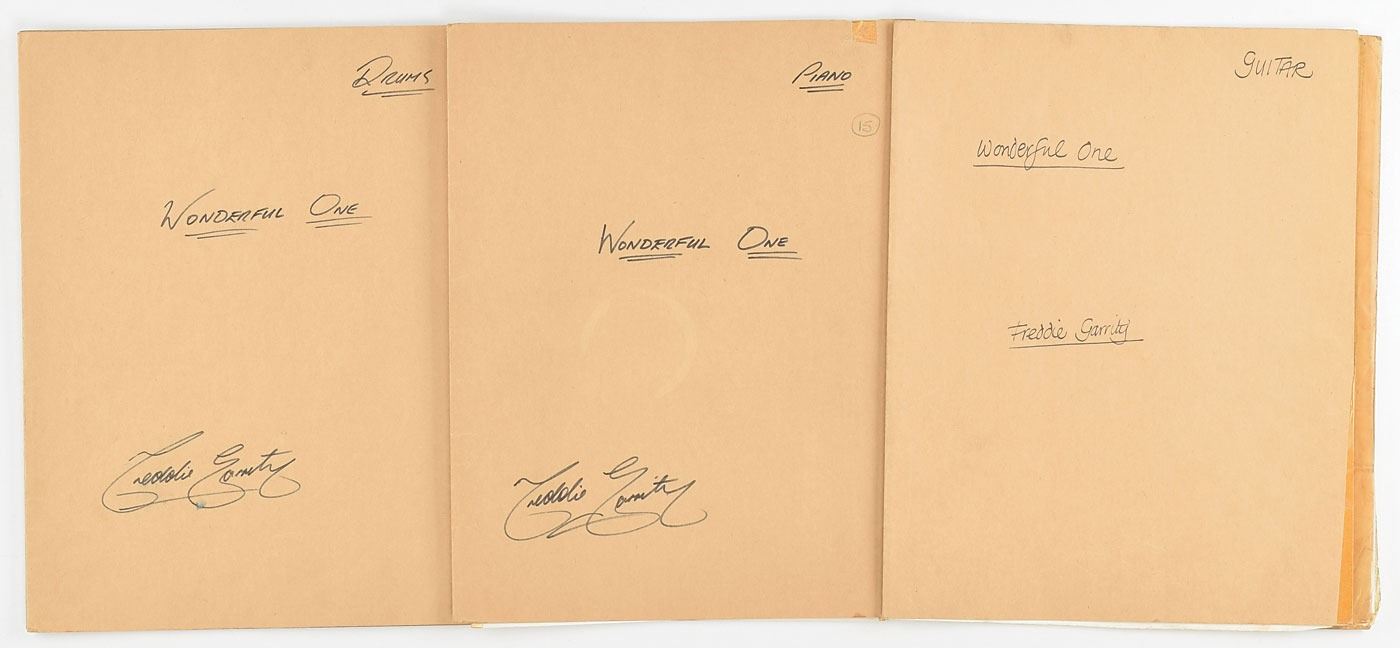 DRUMS
WONDERFUL ONE
Freddie Garrity
PIANO
15
WONDERFUL ONE
Freddie Garrity
GUITAR
Wonderful One
Freddie Garrity